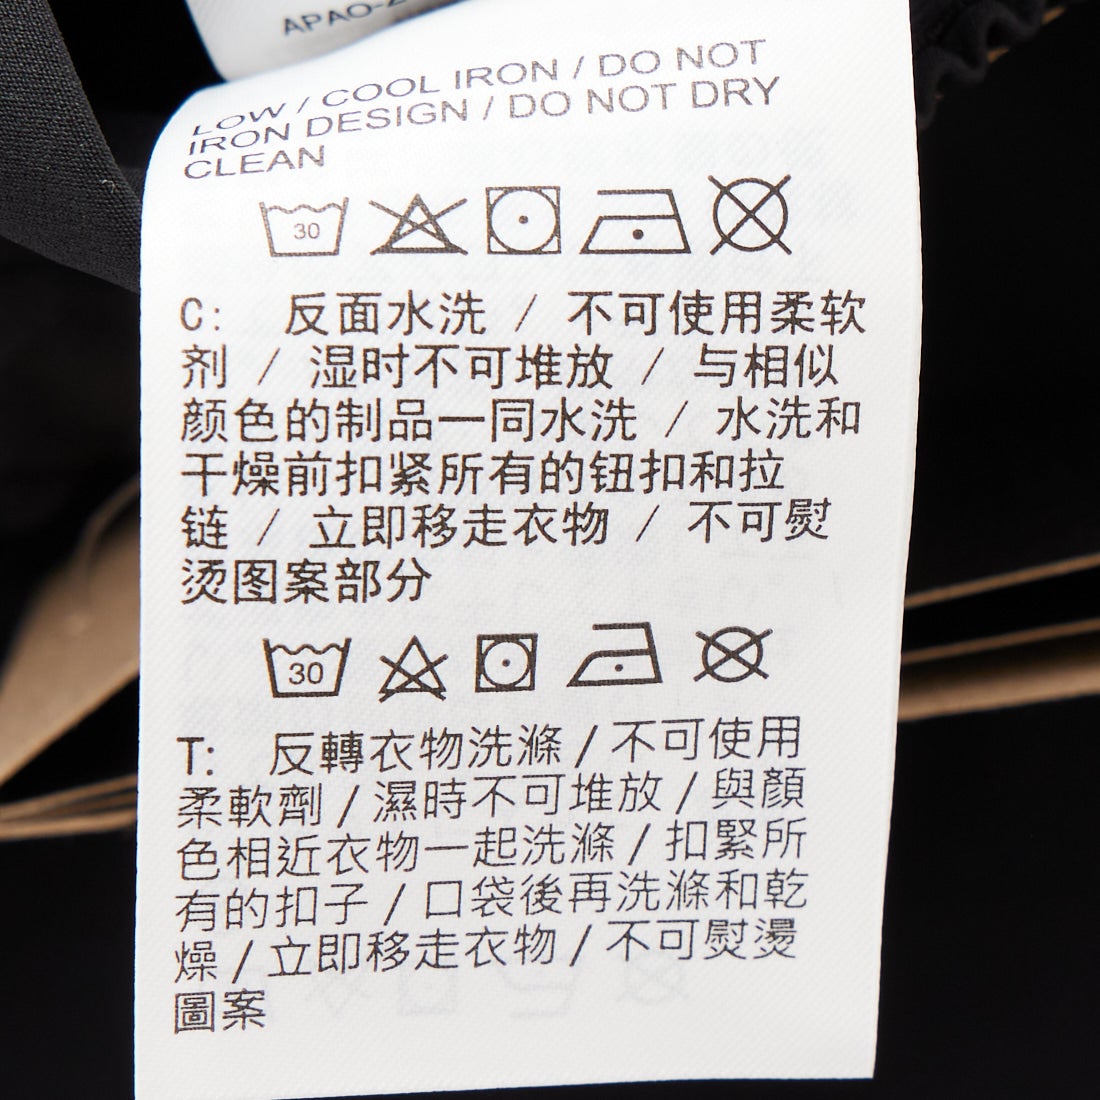 APAO-2
LOW / COOL IRON / DO NOT
IRON DESIGN / DO NOT DRY
CLEAN
30
C: 反面水洗 / 不可使用柔软
剂 / 湿时不可堆放 / 与相似
颜色的制品一同水洗 / 水洗和
干燥前扣紧所有的钮扣和拉
链 / 立即移走衣物 / 不可熨
烫图案部分
30
T: 反轉衣物洗滌 / 不可使用
柔軟劑 / 濕時不可堆放 / 與顏
色相近衣物一起洗滌 / 扣緊所
有的扣子 / 口袋後再洗滌和乾
燥 / 立即移走衣物 / 不可熨燙
圖案